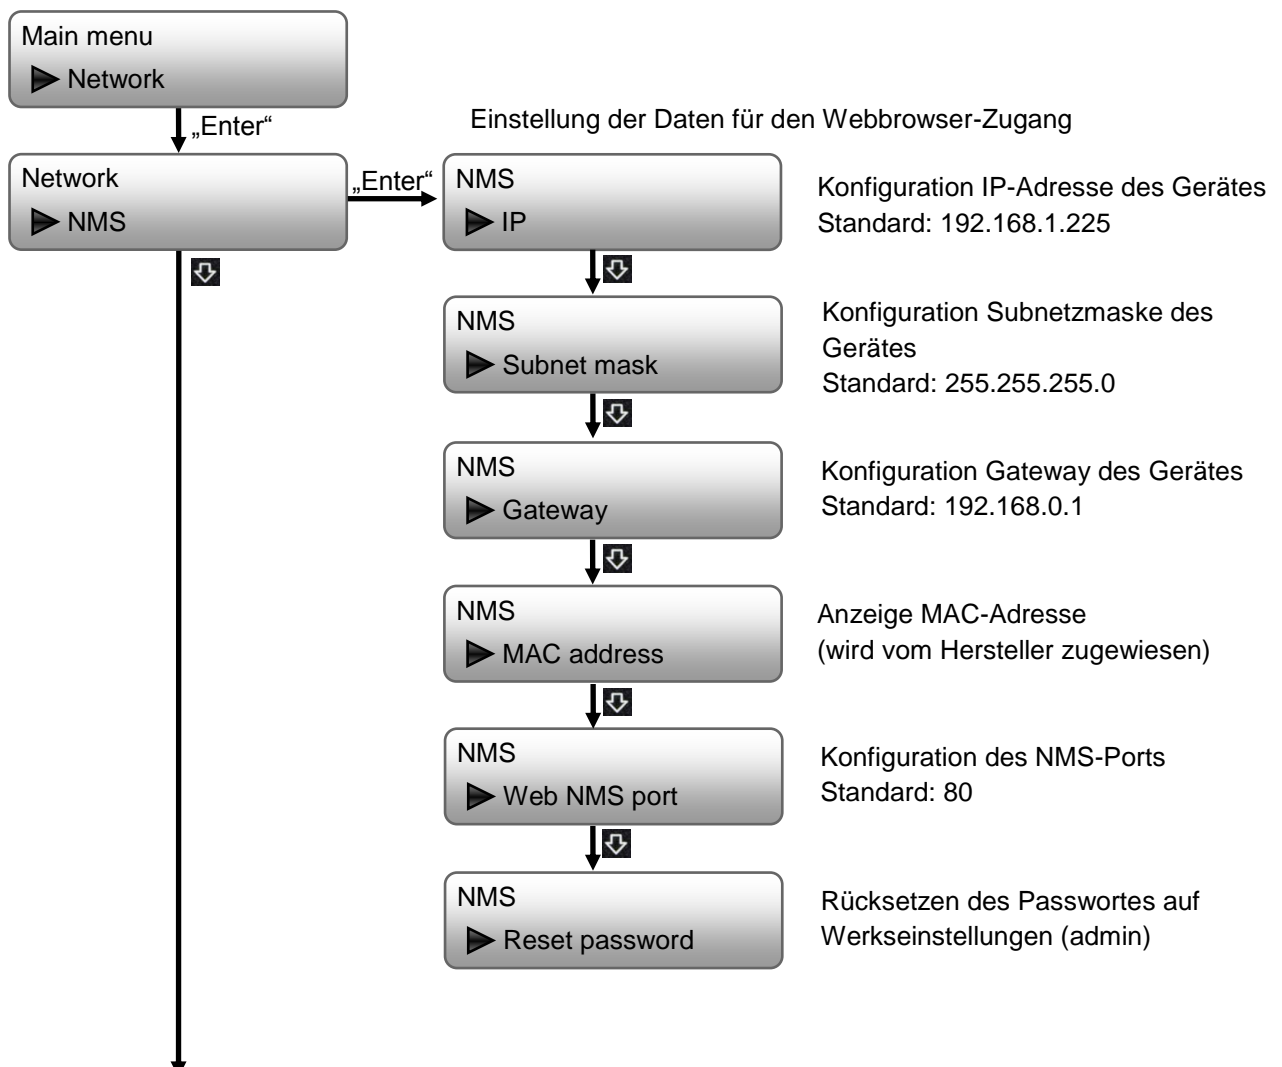 Main menu
Network
„Enter“
Einstellung der Daten für den Webbrowser-Zugang
Network
NMS
„Enter“
NMS
IP
Konfiguration IP-Adresse des Gerätes
Standard: 192.168.1.225
NMS
Subnet mask
Konfiguration Subnetzmaske des
Gerätes
Standard: 255.255.255.0
NMS
Gateway
Konfiguration Gateway des Gerätes
Standard: 192.168.0.1
NMS
MAC address
Anzeige MAC-Adresse
(wird vom Hersteller zugewiesen)
NMS
Web NMS port
Konfiguration des NMS-Ports
Standard: 80
NMS
Reset password
Rücksetzen des Passwortes auf
Werkseinstellungen (admin)